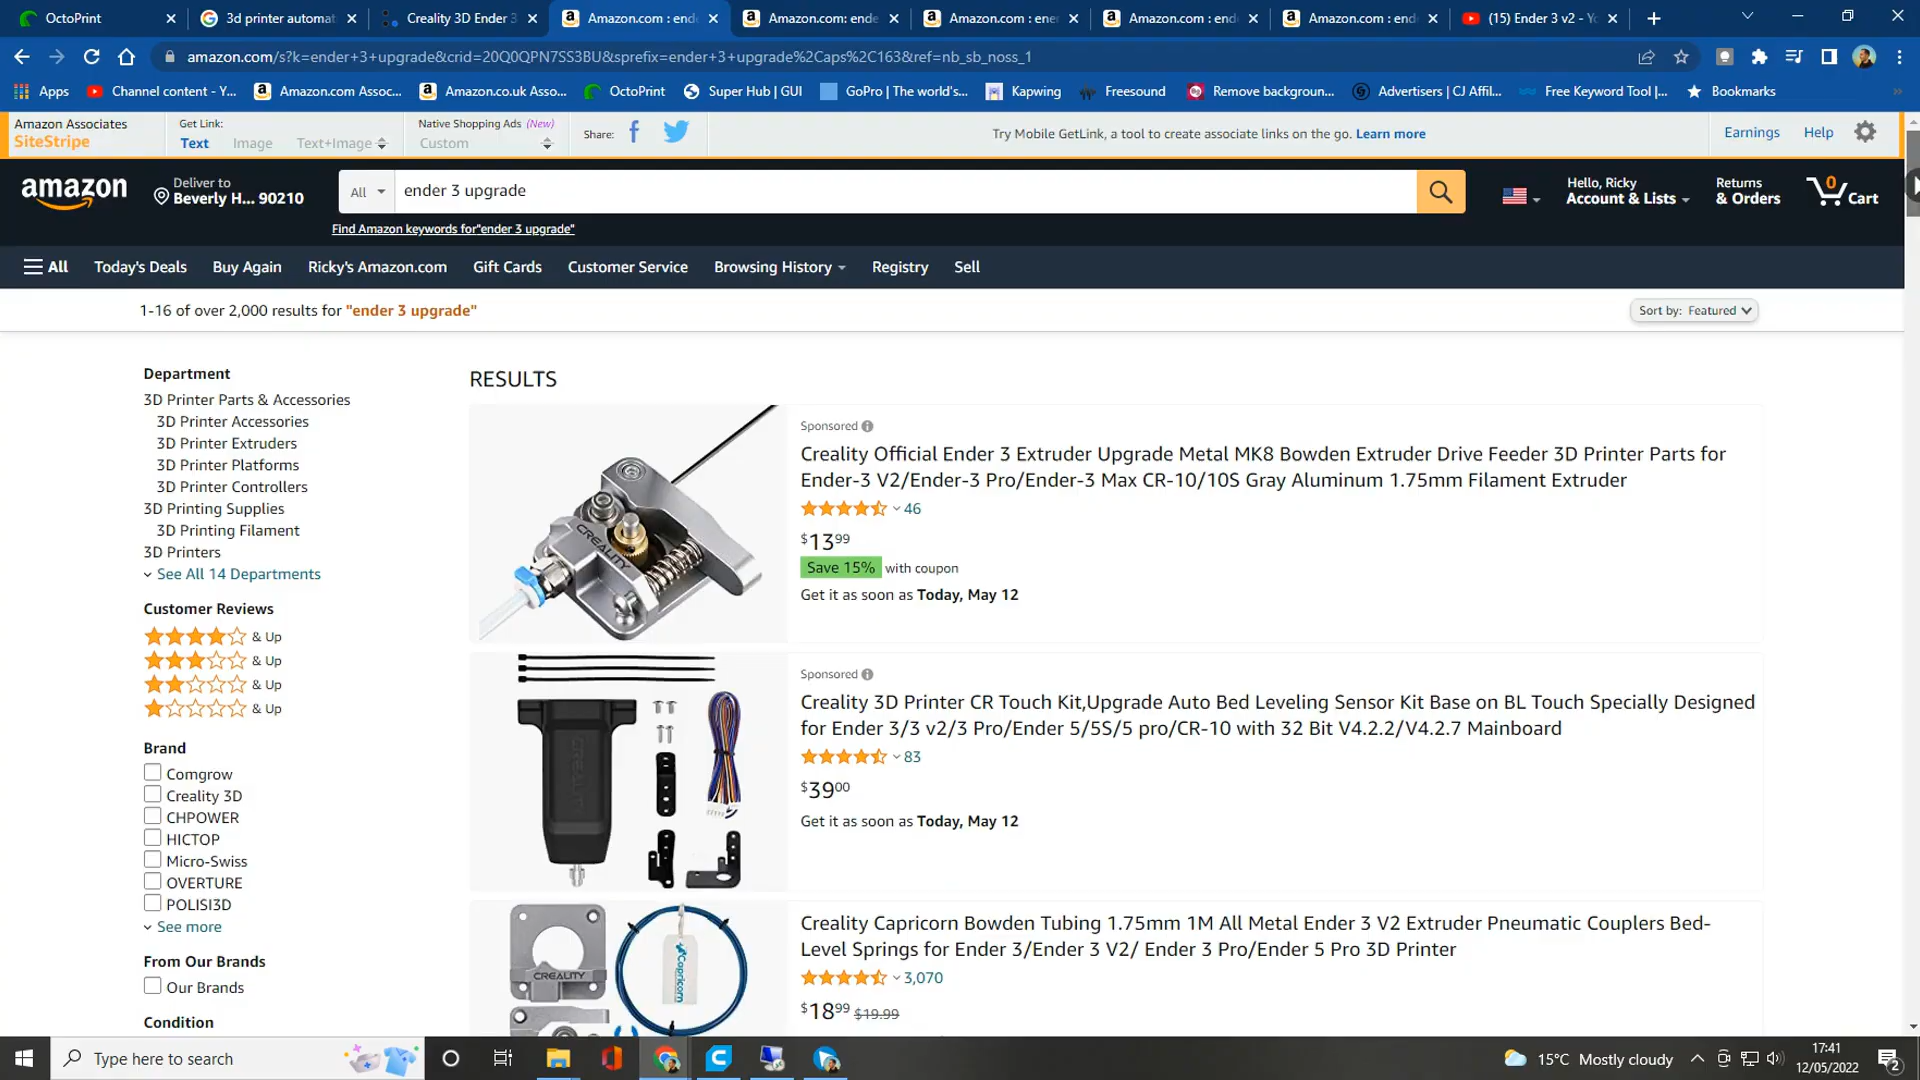 OctoPrint
3d printer automat
Creality 3D Ender 3
Amazon.com : ende
Amazon.com: ende
Amazon.com : ener
Amazon.com : end
Amazon.com : end
(15) Ender 3 v2 - Yo
amazon.com/s?k=ender+3+upgrade&crid=20Q0QPN7SS3BU&sprefix=ender+3+upgrade%2Caps%2C163&ref=nb_sb_noss_1
Apps
Channel content - Y...
Amazon.com Assoc...
Amazon.co.uk Asso...
OctoPrint
Super Hub | GUI
GoPro | The world's...
Kapwing
Freesound
Remove backgroun...
Advertisers | CJ Affil...
Free Keyword Tool |...
Bookmarks
»
Amazon Associates
SiteStripe
Get Link:
Text
Image
Text+Image
Native Shopping Ads (New)
Custom
Share:
Try Mobile GetLink, a tool to create associate links on the go. Learn more
Earnings
Help
amazon
Deliver to
Beverly H... 90210
All
ender 3 upgrade
Find Amazon keywords for"ender 3 upgrade"
Hello, Ricky
Account & Lists
Returns
& Orders
0
Cart
All
Today's Deals
Buy Again
Ricky's Amazon.com
Gift Cards
Customer Service
Browsing History
Registry
Sell
1-16 of over 2,000 results for "ender 3 upgrade"
Sort by: Featured
Department
3D Printer Parts & Accessories
3D Printer Accessories
3D Printer Extruders
3D Printer Platforms
3D Printer Controllers
3D Printing Supplies
3D Printing Filament
3D Printers
See All 14 Departments
Customer Reviews
& Up
& Up
& Up
& Up
Brand
Comgrow
Creality 3D
CHPOWER
HICTOP
Micro-Swiss
OVERTURE
POLISI3D
See more
From Our Brands
Our Brands
Condition
RESULTS
CREALITY
Sponsored
Creality Official Ender 3 Extruder Upgrade Metal MK8 Bowden Extruder Drive Feeder 3D Printer Parts for
Ender-3 V2/Ender-3 Pro/Ender-3 Max CR-10/10S Gray Aluminum 1.75mm Filament Extruder
46
$1399
Save 15% with coupon
Get it as soon as Today, May 12
CREALITY
Sponsored
Creality 3D Printer CR Touch Kit,Upgrade Auto Bed Leveling Sensor Kit Base on BL Touch Specially Designed
for Ender 3/3 v2/3 Pro/Ender 5/5S/5 pro/CR-10 with 32 Bit V4.2.2/V4.2.7 Mainboard
83
$3900
Get it as soon as Today, May 12
CREALITY
Capricorn
Creality Capricorn Bowden Tubing 1.75mm 1M All Metal Ender 3 V2 Extruder Pneumatic Couplers Bed-
Level Springs for Ender 3/Ender 3 V2/ Ender 3 Pro/Ender 5 Pro 3D Printer
3,070
$1899 $19.99
Type here to search
15°C Mostly cloudy
17:41
12/05/2022
2